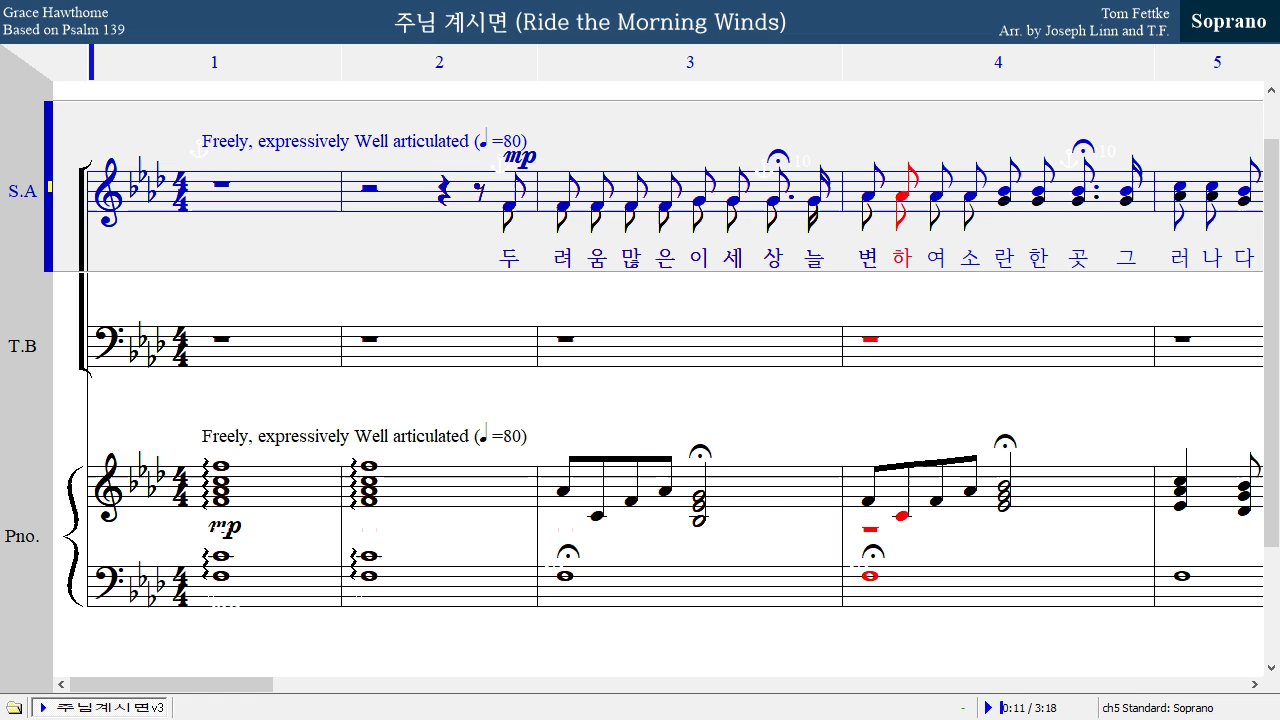 Grace Hawthome
Based on Psalm 139
주님 계시면 (Ride the Morning Winds)
Tom Fettke
Arr. by Joseph Linn and T.F.
Soprano
1 2 3 4 5
Freely, expressively Well articulated (♩=80)
mp
10 10
S.A
두 려 움 많 은 이 세 상 늘 변 하 여 소 란 한 곳 그 러 나 다
T.B
Freely, expressively Well articulated (♩=80)
mp
Pno.
주님계시면v3
0:11 / 3:18
ch5 Standard: Soprano